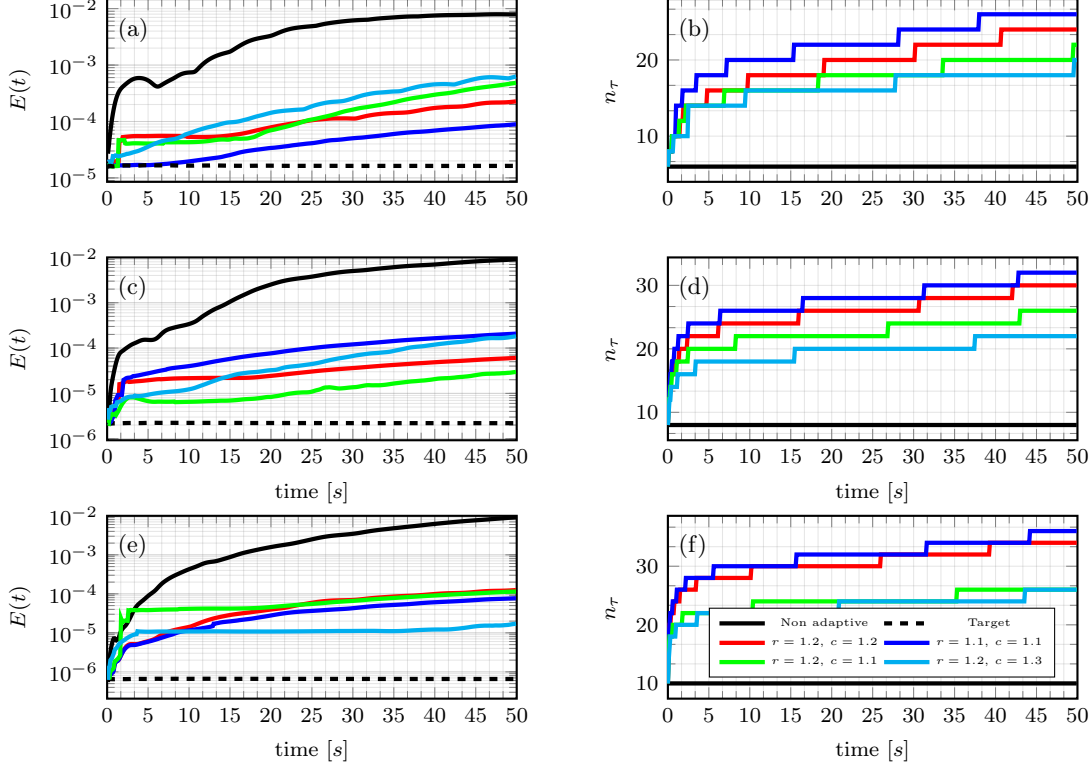 10^{-2}
10^{-3}
10^{-4}
10^{-5}
E(t)
(a)
0 5 10 15 20 25 30 35 40 45 50
time [s]
20
10
n_τ
(b)
0 5 10 15 20 25 30 35 40 45 50
time [s]
10^{-2}
10^{-3}
10^{-4}
10^{-5}
10^{-6}
E(t)
(c)
0 5 10 15 20 25 30 35 40 45 50
time [s]
30
20
10
n_τ
(d)
0 5 10 15 20 25 30 35 40 45 50
time [s]
10^{-2}
10^{-3}
10^{-4}
10^{-5}
10^{-6}
E(t)
(e)
0 5 10 15 20 25 30 35 40 45 50
time [s]
30
20
10
n_τ
(f)
Non adaptive Target
r = 1.2, c = 1.2 r = 1.1, c = 1.1
r = 1.2, c = 1.1 r = 1.2, c = 1.3
0 5 10 15 20 25 30 35 40 45 50
time [s]